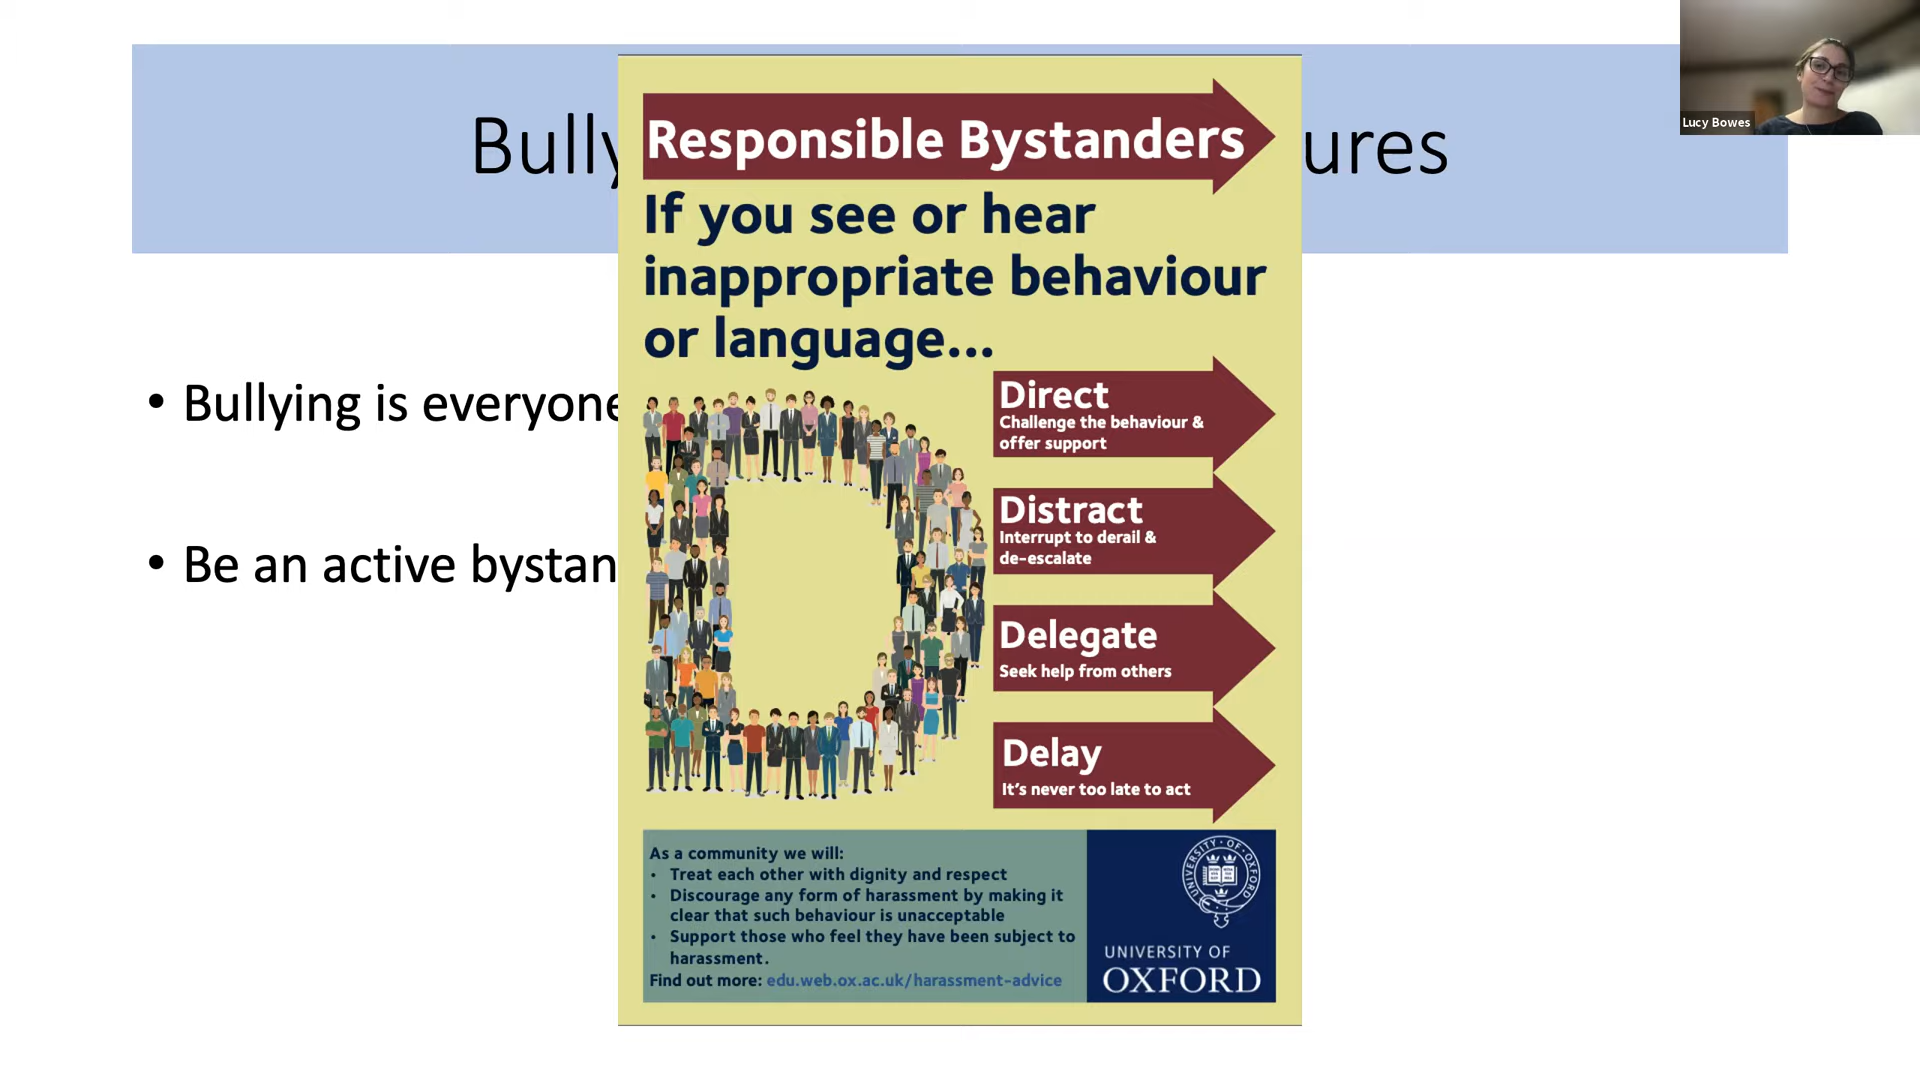 Bully
ures
Lucy Bowes
Responsible Bystanders
If you see or hear
inappropriate behaviour
or language...
• Bullying is everyone
• Be an active bystan
Direct
Challenge the behaviour &
offer support
Distract
Interrupt to derail &
de-escalate
Delegate
Seek help from others
Delay
It's never too late to act
As a community we will:
• Treat each other with dignity and respect
• Discourage any form of harassment by making it
clear that such behaviour is unacceptable
• Support those who feel they have been subject to
harassment.
Find out more: edu.web.ox.ac.uk/harassment-advice
UNIVERSITY · OF · OXFORD
UNIVERSITY OF
OXFORD